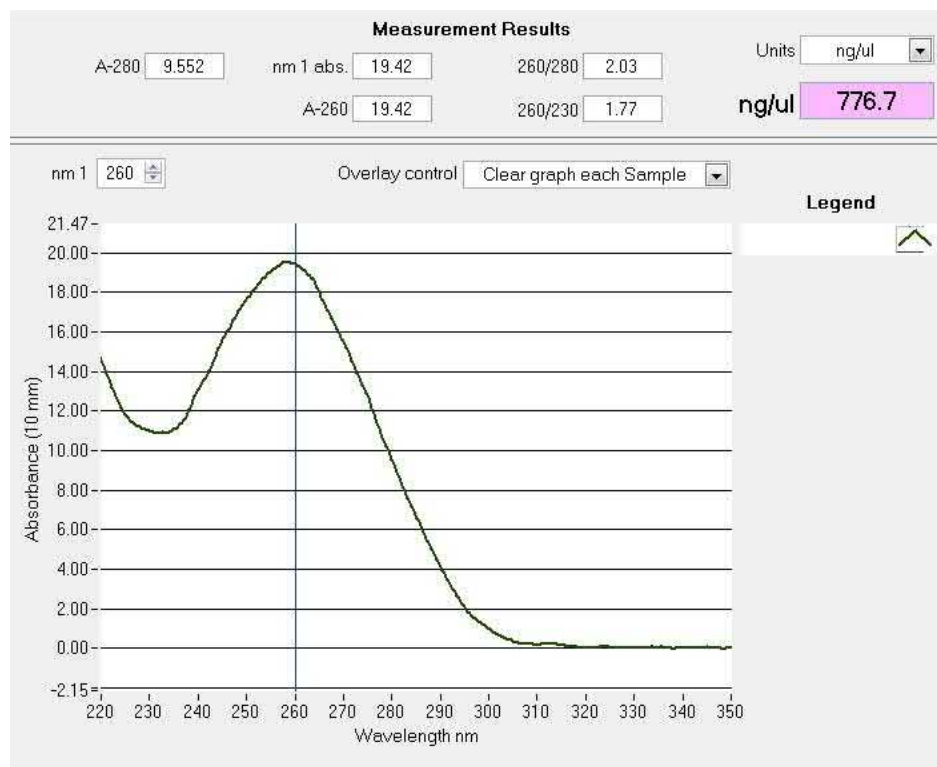 Measurement Results
A-280 9.552 nm 1 abs. 19.42 260/280 2.03 Units ng/ul
A-260 19.42 260/230 1.77 ng/ul 776.7
nm 1 260 Overlay control Clear graph each Sample
Legend
21.47
20.00
18.00
16.00
14.00
12.00
10.00
8.00
6.00
4.00
2.00
0.00
-2.15
Absorbance (10 mm)
220 230 240 250 260 270 280 290 300 310 320 330 340 350
Wavelength nm